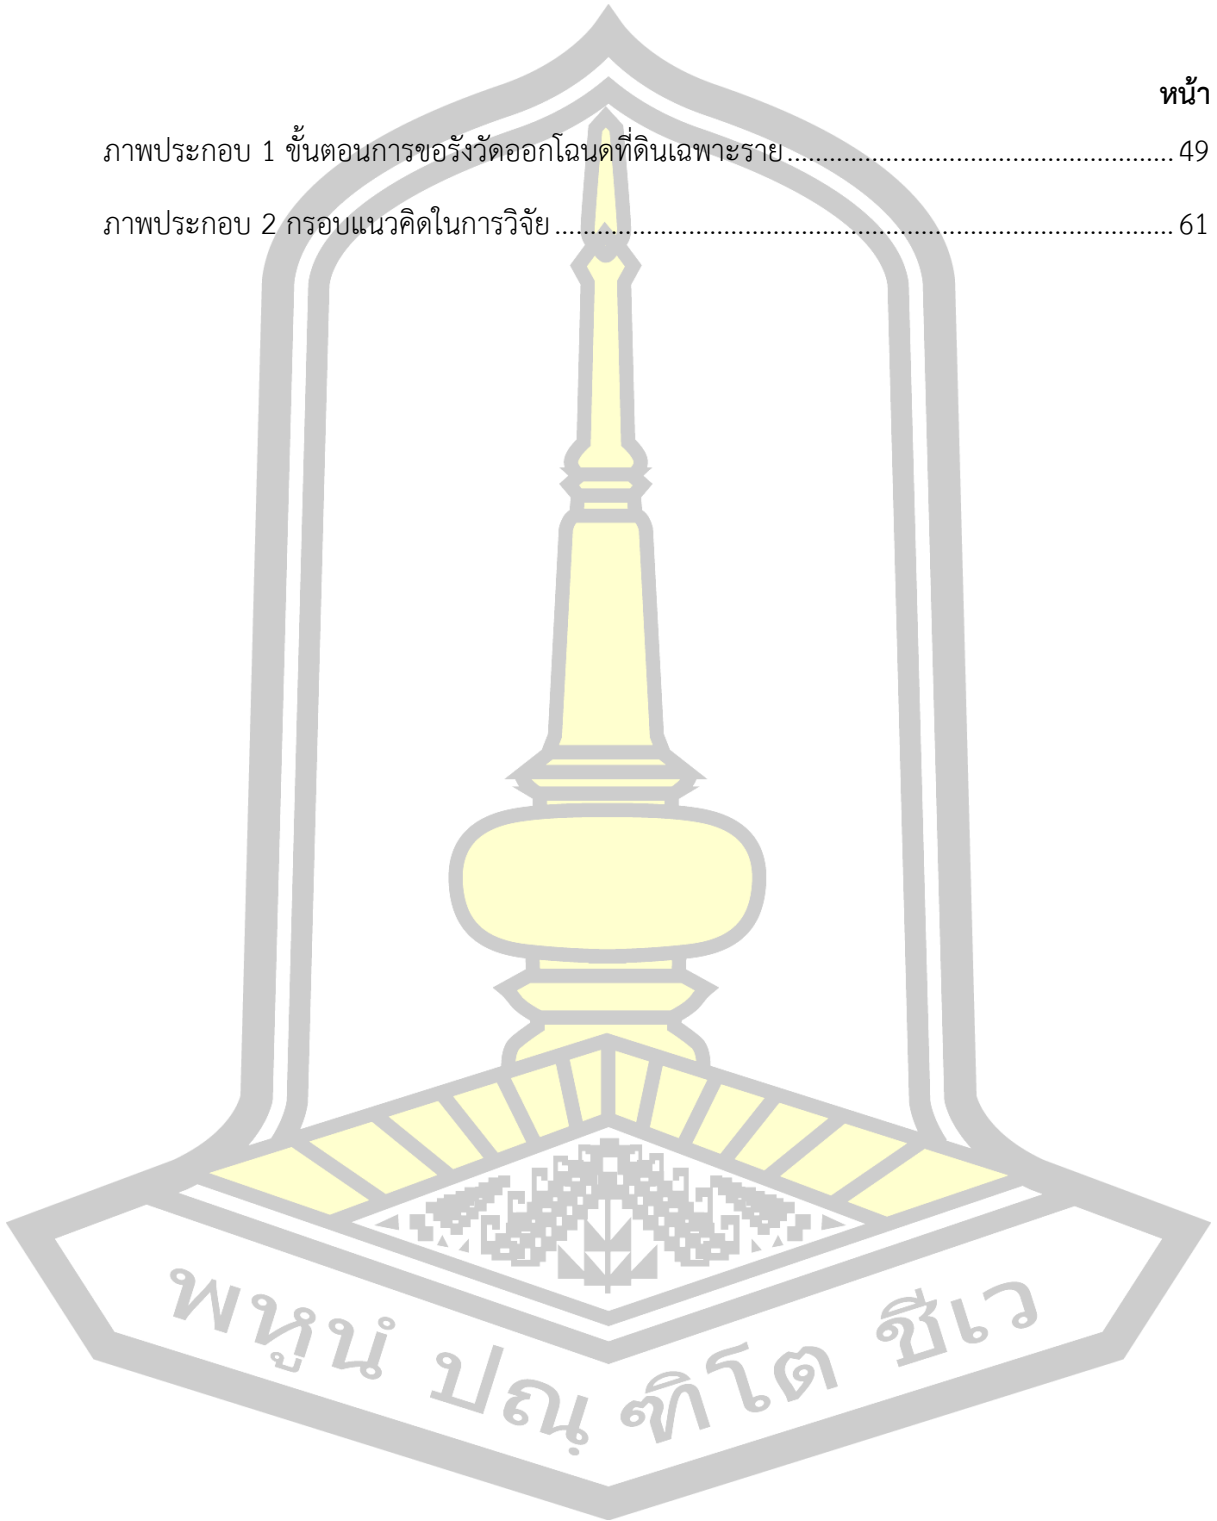 หน้า
ภาพประกอบ 1 ขั้นตอนการขอรังวัดออกโฉนดที่ดินเฉพาะราย........................................................ 49
ภาพประกอบ 2 กรอบแนวคิดในการวิจัย.......................................................................................... 61
พหูนํ ปณฺฑิโต ชีเว